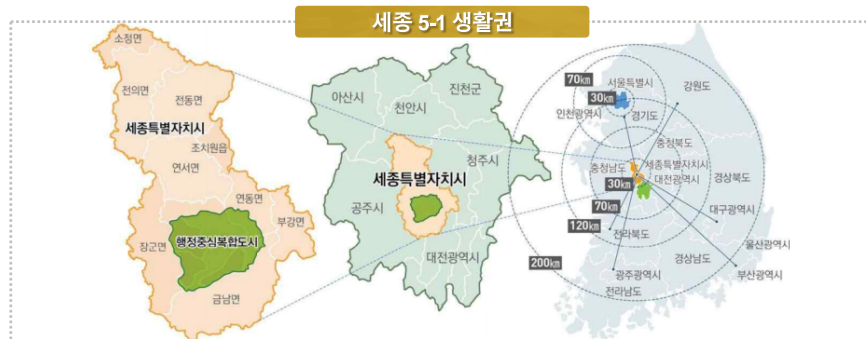 세종 5-1 생활권
소정면
전의면
전동면
세종특별자치시
조치원읍
연서면
연동면
부강면
장군면
행정중심복합도시
금남면
아산시
천안시
진천군
청주시
세종특별자치시
공주시
대전광역시
70km
서울특별시
강원도
30km
인천광역시
경기도
충청북도
충청남도
세종특별자치시
대전광역시
경상북도
30km
70km
대구광역시
120km
전라북도
울산광역시
200km
경상남도
광주광역시
부산광역시
전라남도